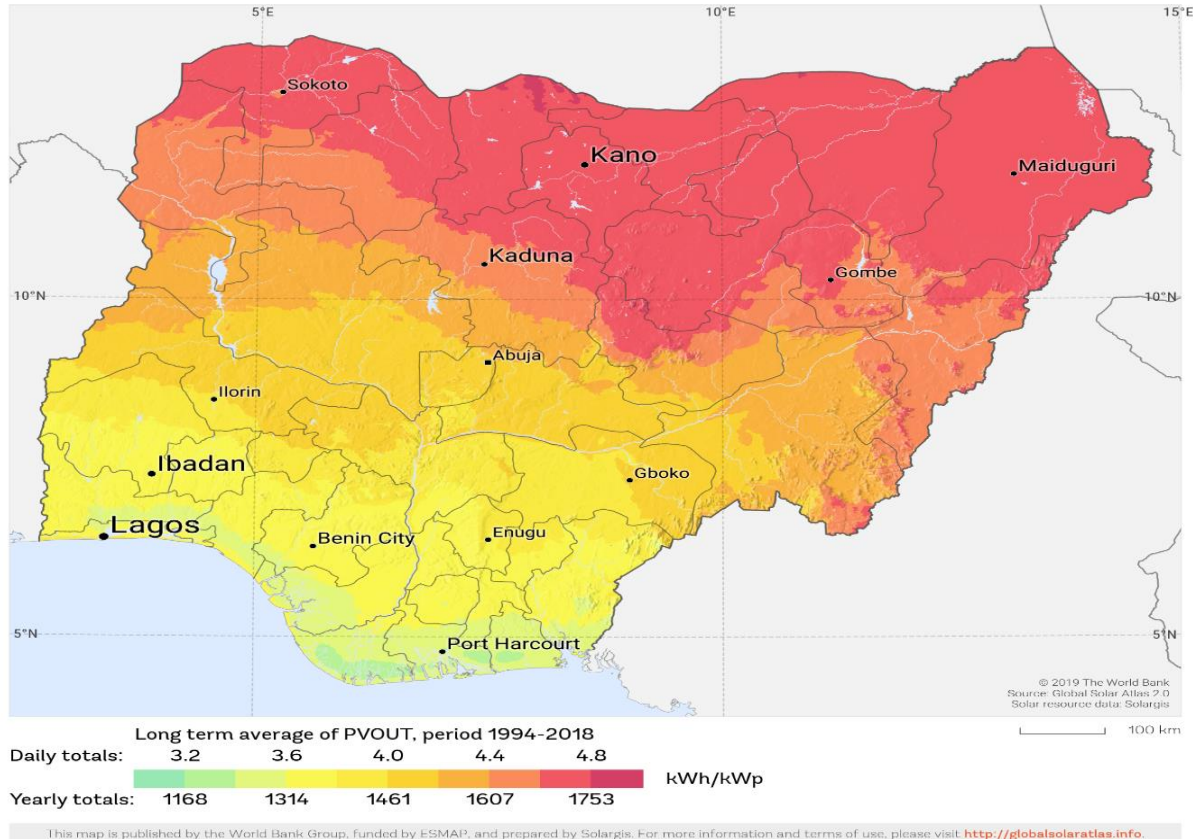 5°E 10°E 15°E
Sokoto
Kano
Maiduguri
Kaduna
Gombe
10°N 10°N
Abuja
Ilorin
Ibadan
Gboko
Lagos
Benin City
Enugu
5°N 5°N
Port Harcourt
© 2019 The World Bank
Source: Global Solar Atlas 2.0
Solar resource data: Solargis
100 km
Long term average of PVOUT, period 1994-2018
Daily totals: 3.2 3.6 4.0 4.4 4.8
kWh/kWp
Yearly totals: 1168 1314 1461 1607 1753
This map is published by the World Bank Group, funded by ESMAP, and prepared by Solargis. For more information and terms of use, please visit http://globalsolaratlas.info.